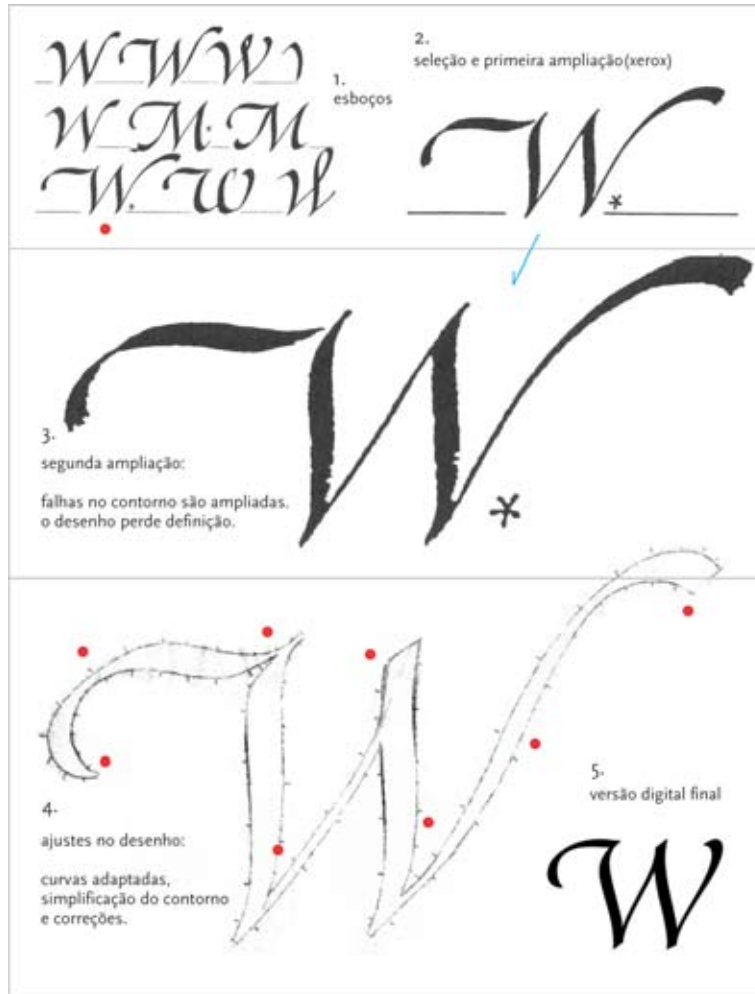 W W W
1.
esboços
W M M
W W W
2.
seleção e primeira ampliação(xerox)
W
*
W
*
3.
segunda ampliação:
falhas no contorno são ampliadas,
o desenho perde definição.
W
4.
ajustes no desenho:
curvas adaptadas,
simplificação do contorno
e correções.
5.
versão digital final
W